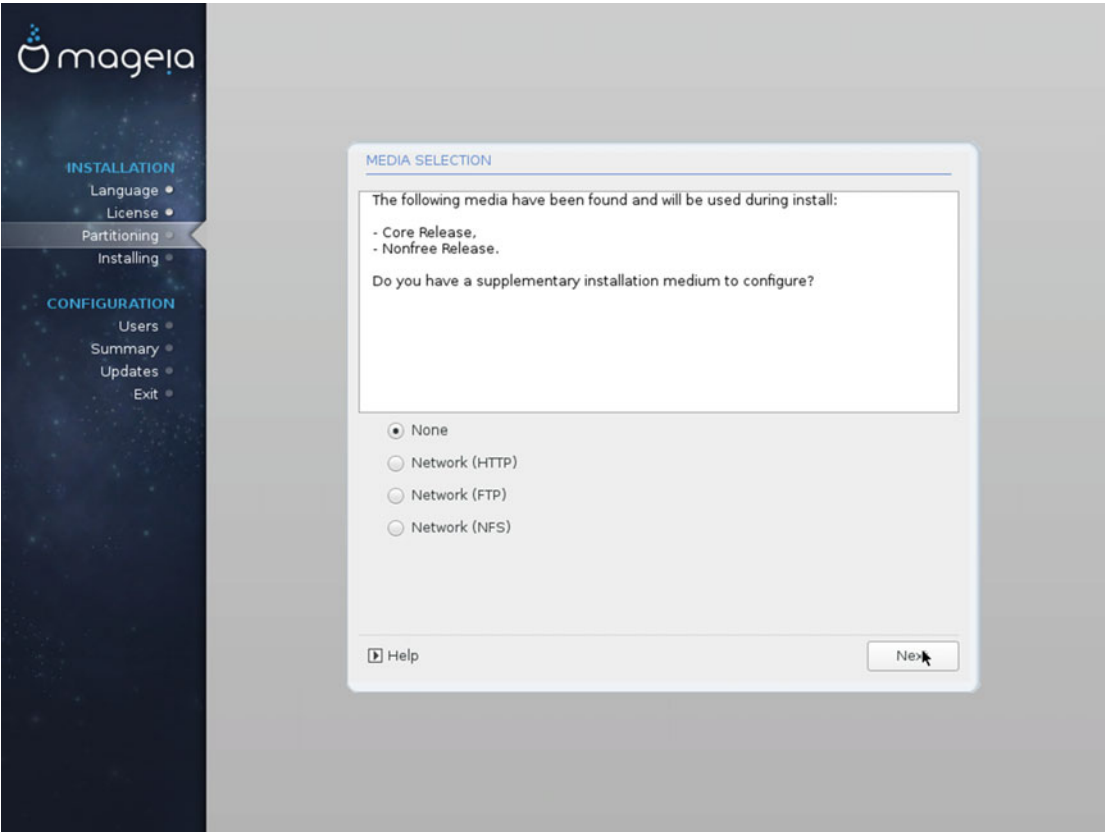 mageia
INSTALLATION
Language
License
Partitioning
Installing
CONFIGURATION
Users
Summary
Updates
Exit
MEDIA SELECTION
The following media have been found and will be used during install:
- Core Release,
- Nonfree Release.
Do you have a supplementary installation medium to configure?
None
Network (HTTP)
Network (FTP)
Network (NFS)
Help
Next